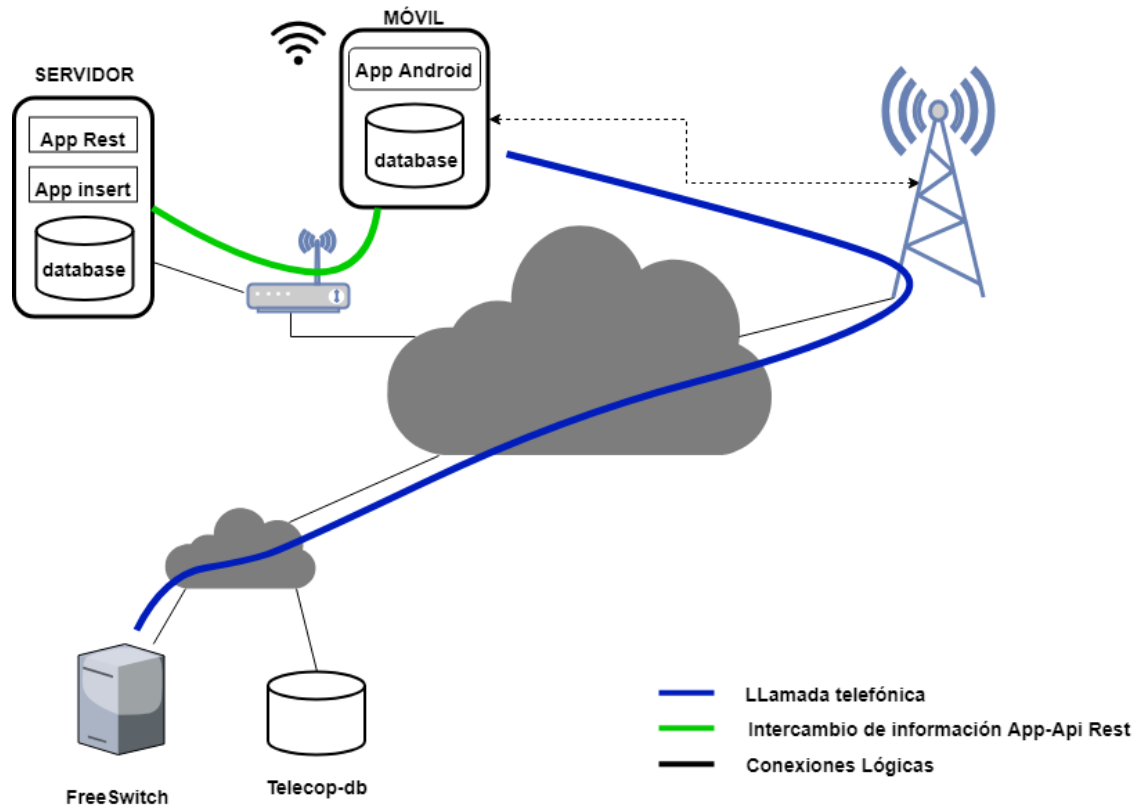 MÓVIL
App Android
database
SERVIDOR
App Rest
App insert
database
FreeSwitch
Telecop-db
LLamada telefónica
Intercambio de información App-Api Rest
Conexiones Lógicas